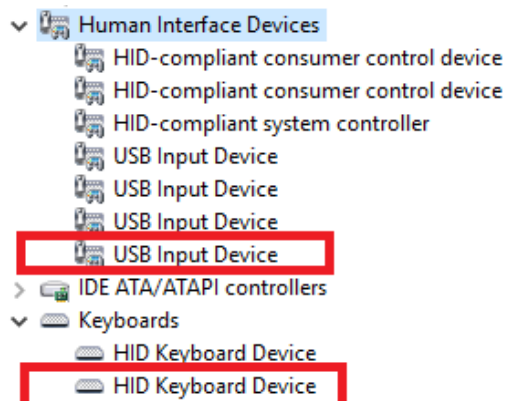 Human Interface Devices
HID-compliant consumer control device
HID-compliant consumer control device
HID-compliant system controller
USB Input Device
USB Input Device
USB Input Device
USB Input Device
IDE ATA/ATAPI controllers
Keyboards
HID Keyboard Device
HID Keyboard Device